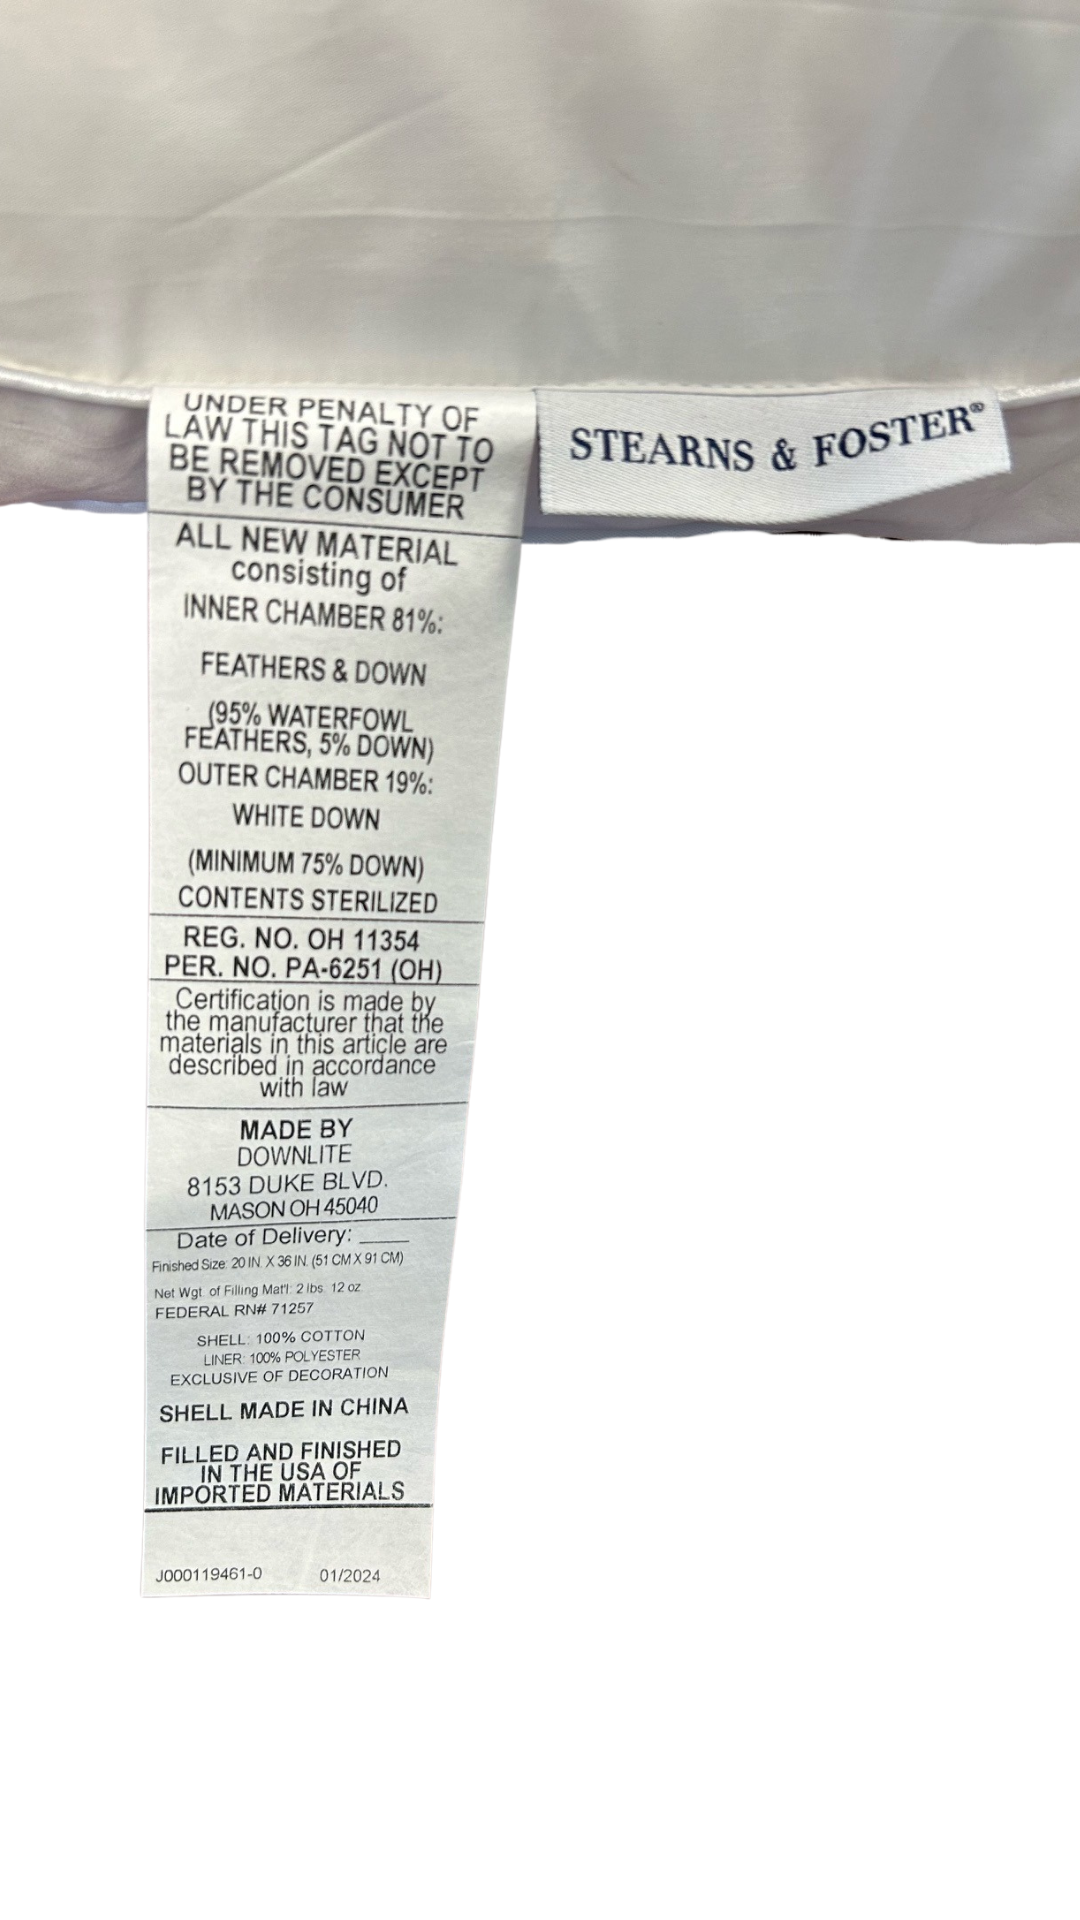 UNDER PENALTY OF
LAW THIS TAG NOT TO
BE REMOVED EXCEPT
BY THE CONSUMER
ALL NEW MATERIAL
consisting of
INNER CHAMBER 81%:
FEATHERS & DOWN
(95% WATERFOWL
FEATHERS, 5% DOWN)
OUTER CHAMBER 19%:
WHITE DOWN
(MINIMUM 75% DOWN)
CONTENTS STERILIZED
REG. NO. OH 11354
PER. NO. PA-6251 (OH)
Certification is made by
the manufacturer that the
materials in this article are
described in accordance
with law
MADE BY
DOWNLITE
8153 DUKE BLVD.
MASON OH 45040
Date of Delivery: ____
Finished Size: 20 IN. X 36 IN. (51 CM X 91 CM)
Net Wgt. of Filling Mat'l: 2 lbs. 12 oz
FEDERAL RN# 71257
SHELL: 100% COTTON
LINER: 100% POLYESTER
EXCLUSIVE OF DECORATION
SHELL MADE IN CHINA
FILLED AND FINISHED
IN THE USA OF
IMPORTED MATERIALS
J000119461-0 01/2024
STEARNS & FOSTER®